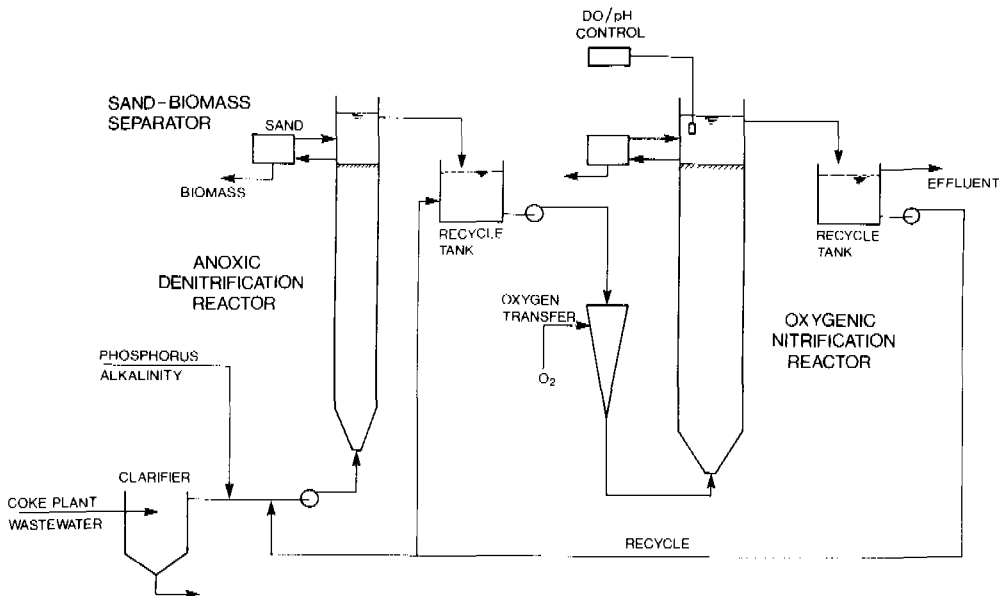 DO/pH
CONTROL
SAND-BIOMASS
SEPARATOR
SAND
BIOMASS
RECYCLE
TANK
EFFLUENT
RECYCLE
TANK
ANOXIC
DENITRIFICATION
REACTOR
OXYGEN
TRANSFER
O2
OXYGENIC
NITRIFICATION
REACTOR
PHOSPHORUS
ALKALINITY
CLARIFIER
COKE PLANT
WASTEWATER
RECYCLE